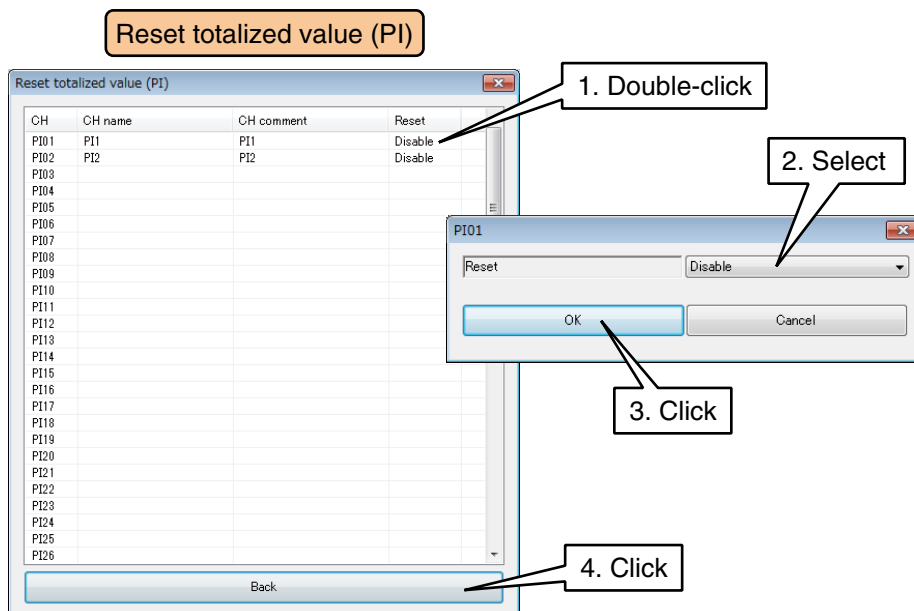 Reset totalized value (PI)
Reset totalized value (PI)
1. Double-click
CH CH name CH comment Reset
PI01 PI1 PI1 Disable
PI02 PI2 PI2 Disable
2. Select
PI03
PI04
PI05
PI06
PI01
PI07
PI08
Reset Disable
PI09
PI10
PI11
OK Cancel
PI12
PI13
PI14
PI15
PI16
PI17
3. Click
PI18
PI19
PI20
PI21
PI22
PI23
PI24
PI25
PI26
4. Click
Back